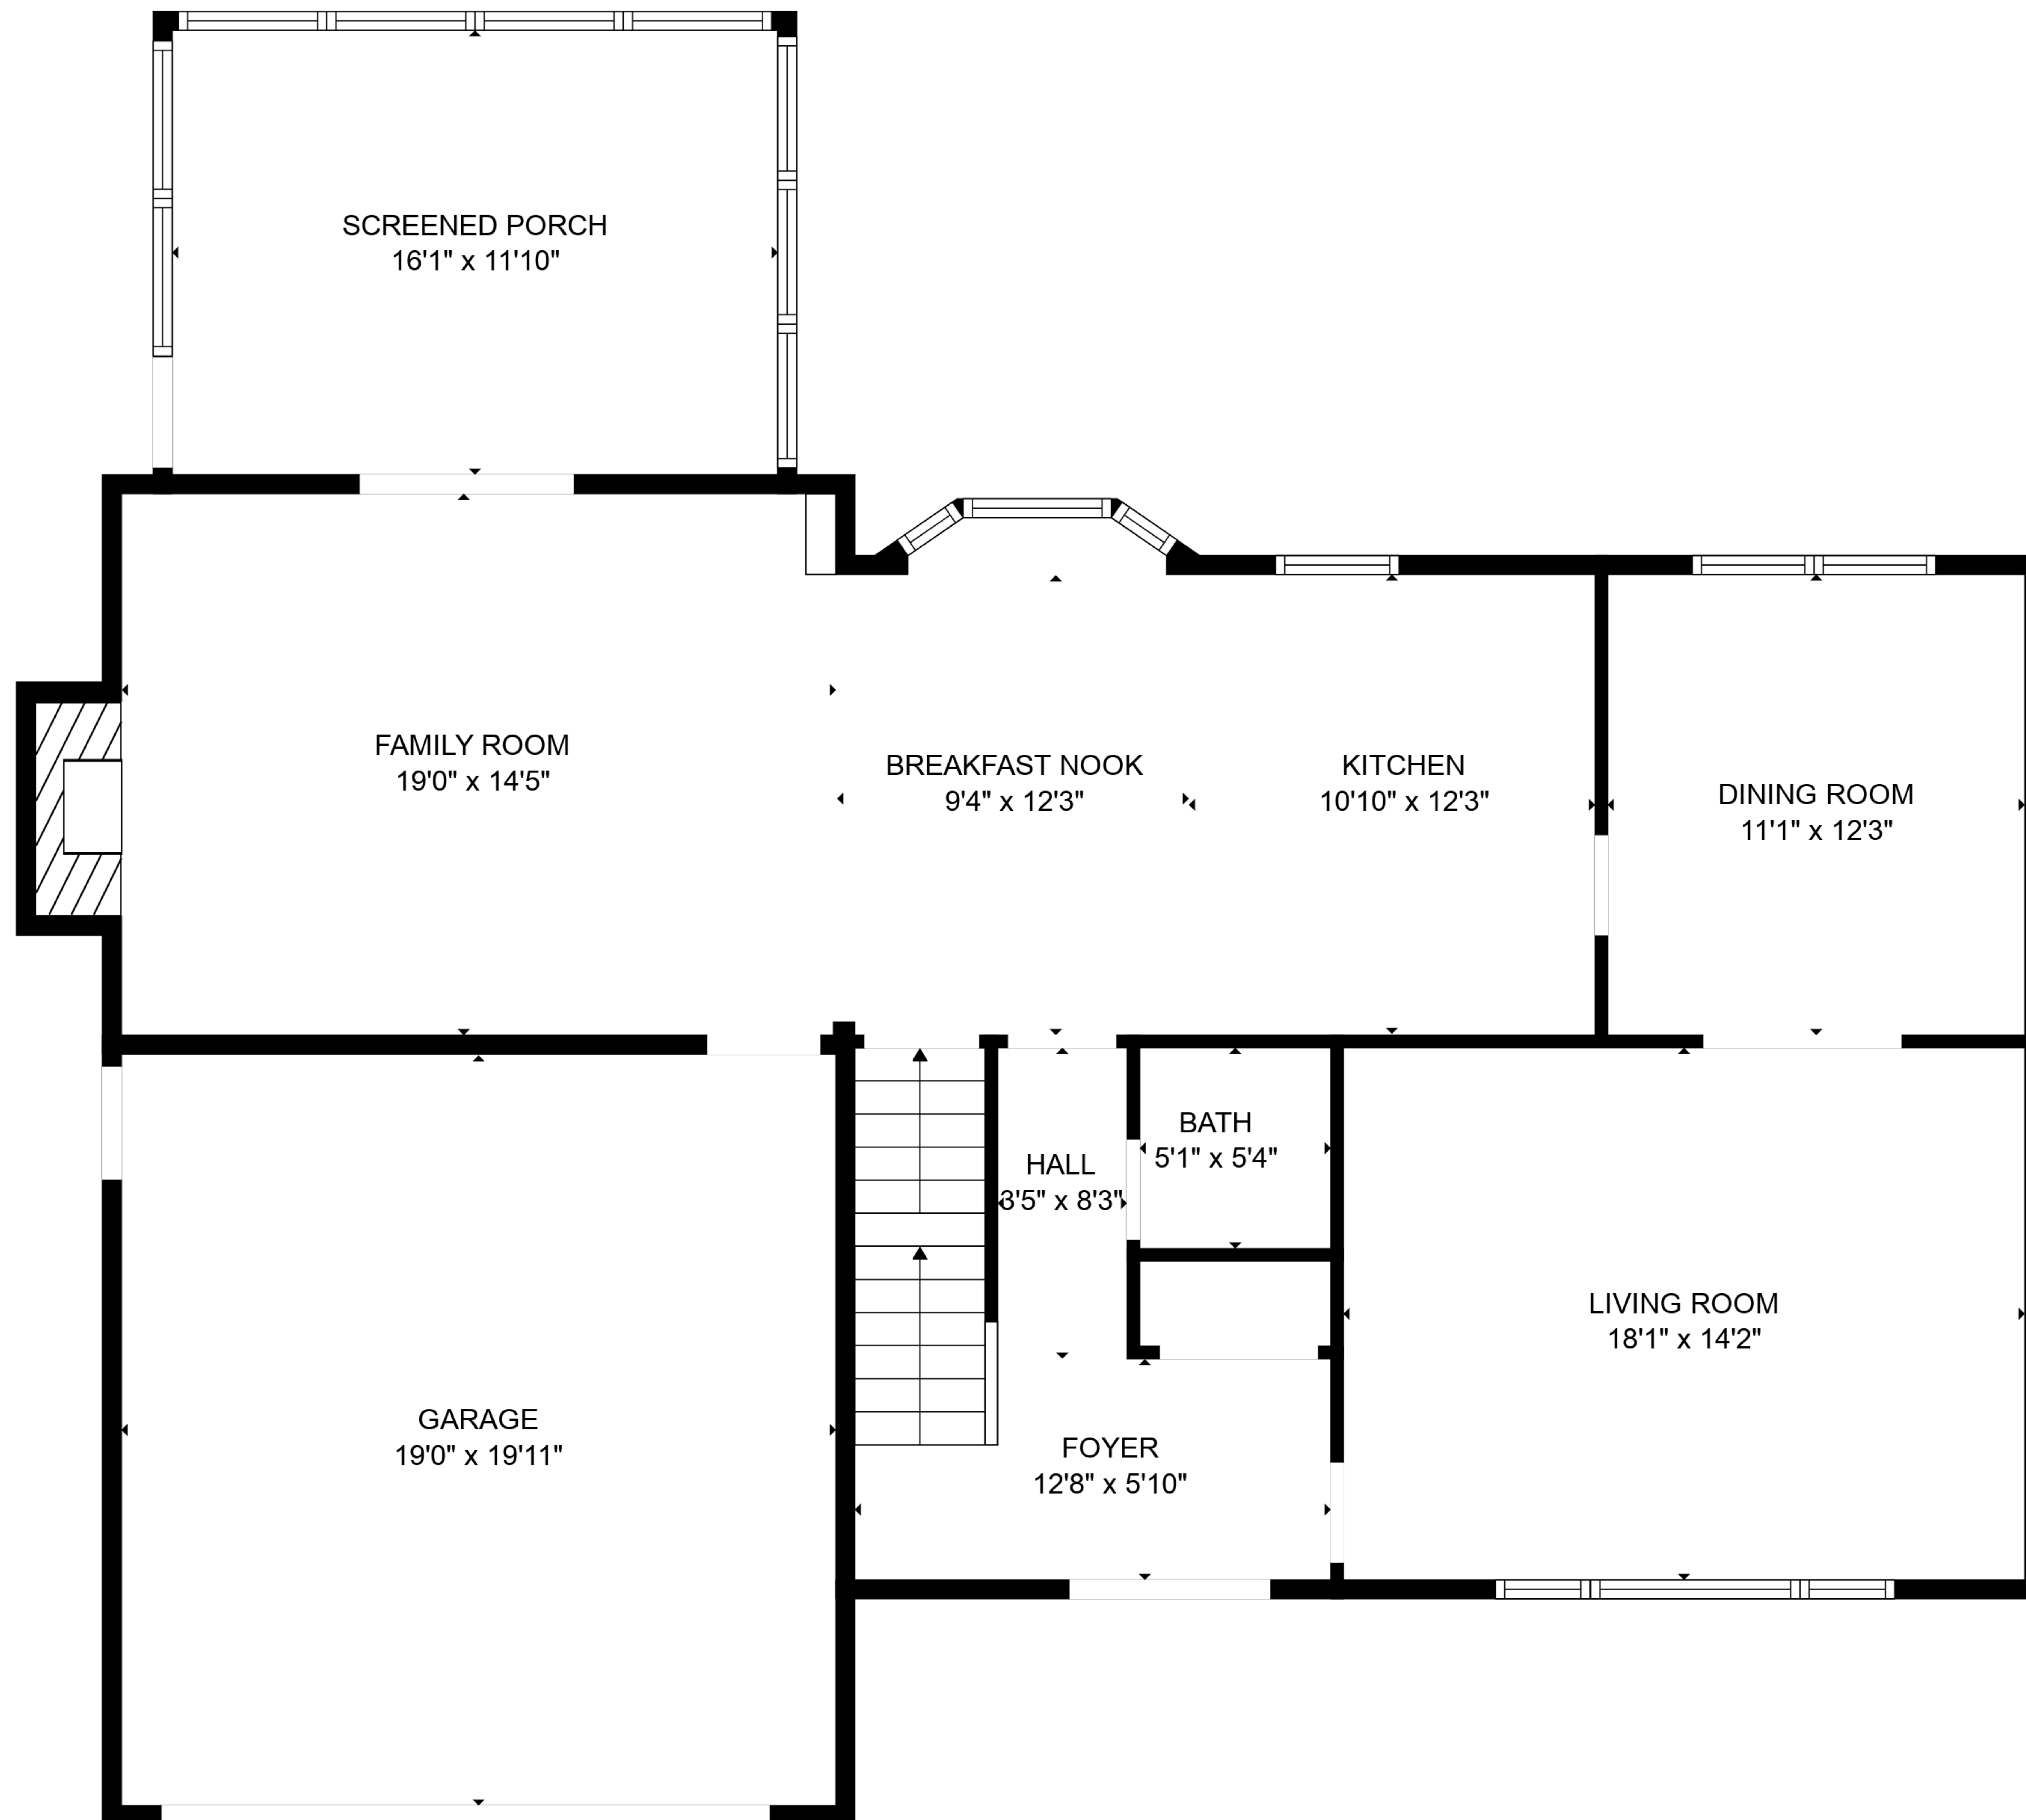 SCREENED PORCH
16'1" x 11'10"
FAMILY ROOM
19'0" x 14'5"
BREAKFAST NOOK
9'4" x 12'3"
KITCHEN
10'10" x 12'3"
DINING ROOM
11'1" x 12'3"
BATH
5'1" x 5'4"
HALL
3'5" x 8'3"
LIVING ROOM
18'1" x 14'2"
GARAGE
19'0" x 19'11"
FOYER
12'8" x 5'10"